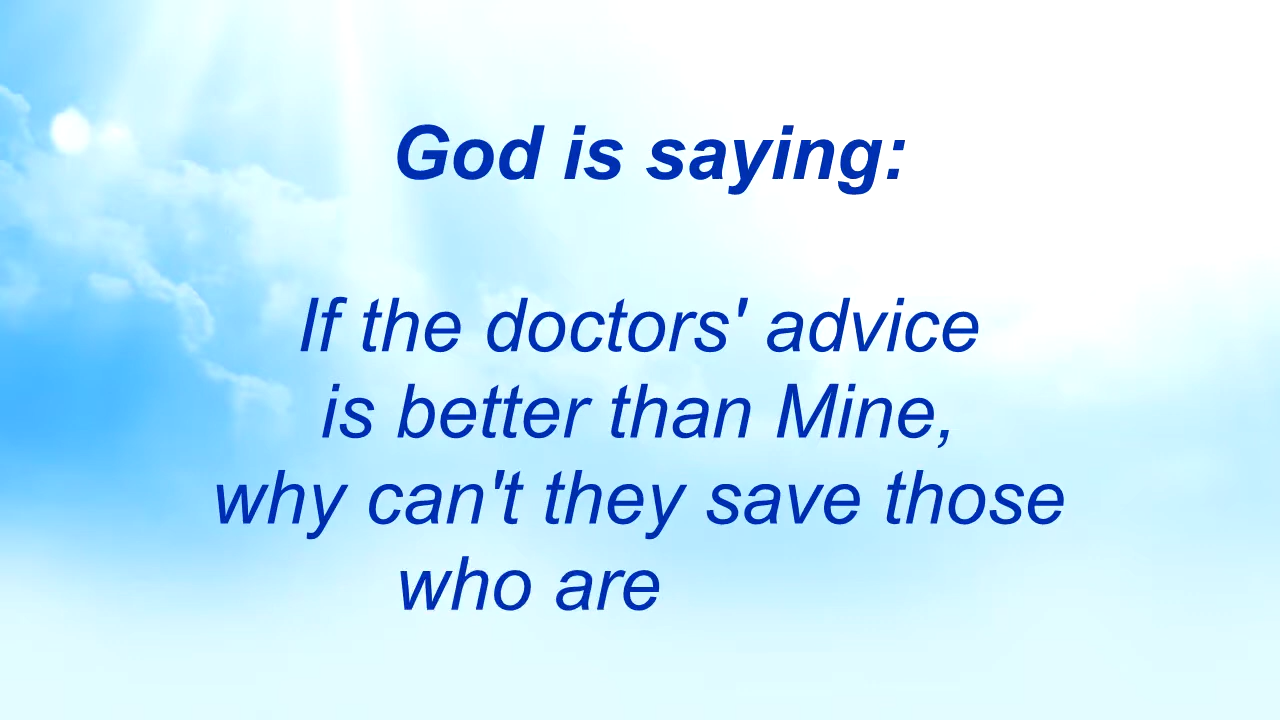 God is saying:
If the doctors' advice
is better than Mine,
why can't they save those
who are